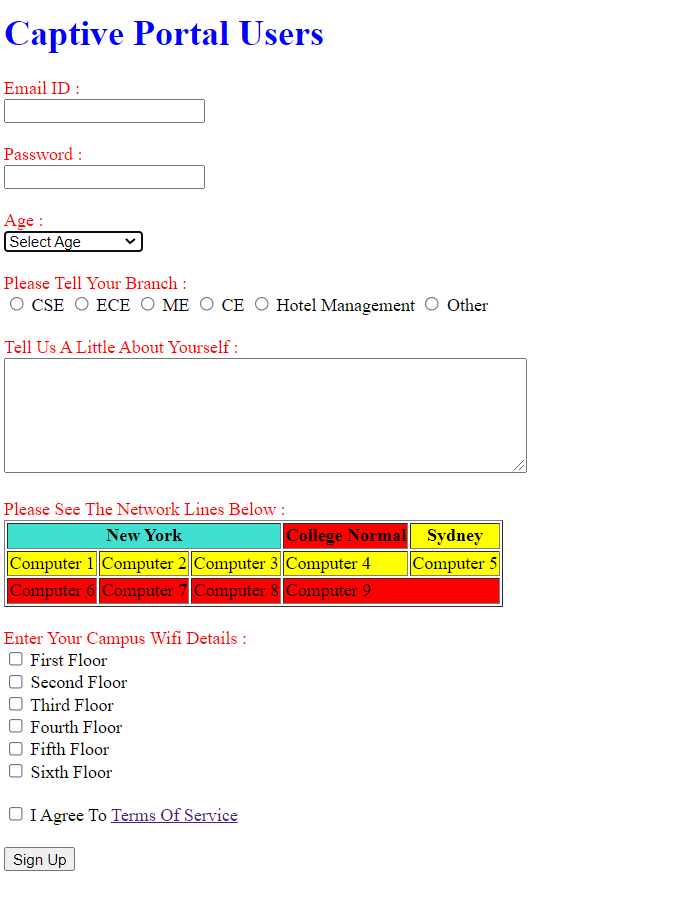 Captive Portal Users
Email ID :
Password :
Age :
Select Age
Please Tell Your Branch :
CSE ECE ME CE Hotel Management Other
Tell Us A Little About Yourself :
Please See The Network Lines Below :
New York College Normal Sydney
Computer 1 Computer 2 Computer 3 Computer 4 Computer 5
Computer 6 Computer 7 Computer 8 Computer 9
Enter Your Campus Wifi Details :
First Floor
Second Floor
Third Floor
Fourth Floor
Fifth Floor
Sixth Floor
I Agree To Terms Of Service
Sign Up